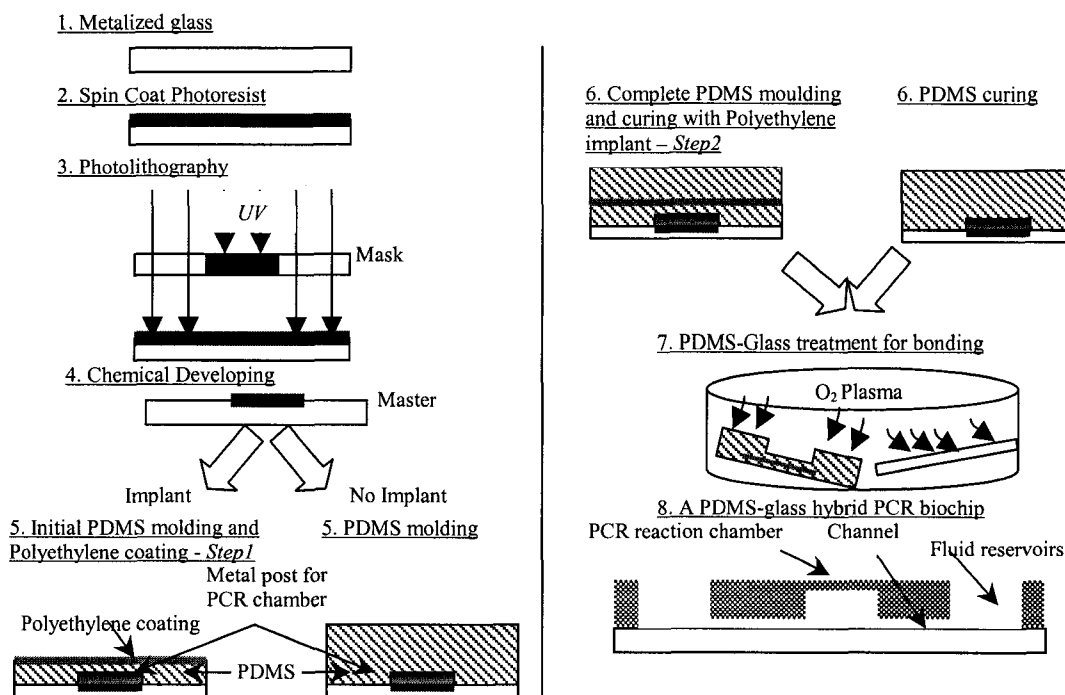 1. Metalized glass
2. Spin Coat Photoresist
3. Photolithography
UV
Mask
4. Chemical Developing
Master
Implant
No Implant
5. Initial PDMS molding and
Polyethylene coating - Step1
5. PDMS molding
Metal post for
PCR chamber
Polyethylene coating
PDMS
6. Complete PDMS moulding
and curing with Polyethylene
implant – Step2
6. PDMS curing
7. PDMS-Glass treatment for bonding
O2 Plasma
8. A PDMS-glass hybrid PCR biochip
PCR reaction chamber
Channel
Fluid reservoirs